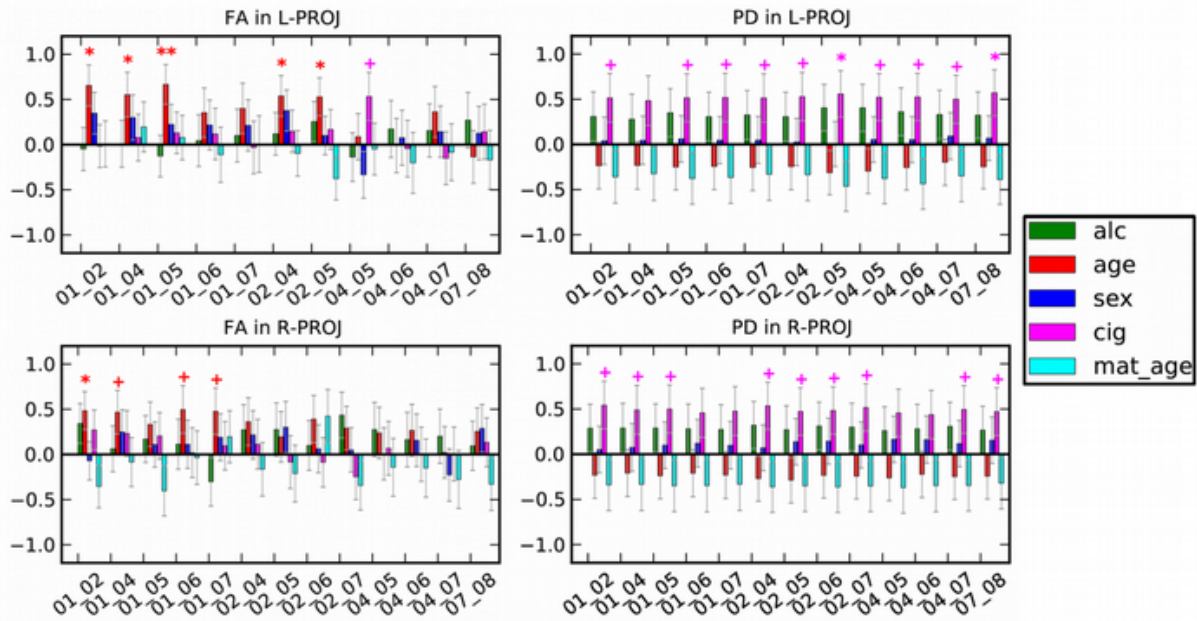 FA in L-PROJ
1.0
0.5
0.0
−0.5
−1.0
** * ** * * +
01_02 01_04 01_05 01_06 01_07 02_04 02_05 04_05 04_06 04_07 07_08
PD in L-PROJ
1.0
0.5
0.0
−0.5
−1.0
+ + + + + * + + + *
01_02 01_04 01_05 01_06 01_07 02_04 02_05 04_05 04_06 04_07 07_08
alc
age
sex
cig
mat_age
FA in R-PROJ
1.0
0.5
0.0
−0.5
−1.0
* + + +
01_02 01_04 01_05 01_06 01_07 02_04 02_05 02_06 02_07 04_05 04_06 04_07 07_08
PD in R-PROJ
1.0
0.5
0.0
−0.5
−1.0
+ + + + + + + + +
01_02 01_04 01_05 01_06 01_07 02_04 02_05 02_06 02_07 04_05 04_06 04_07 07_08